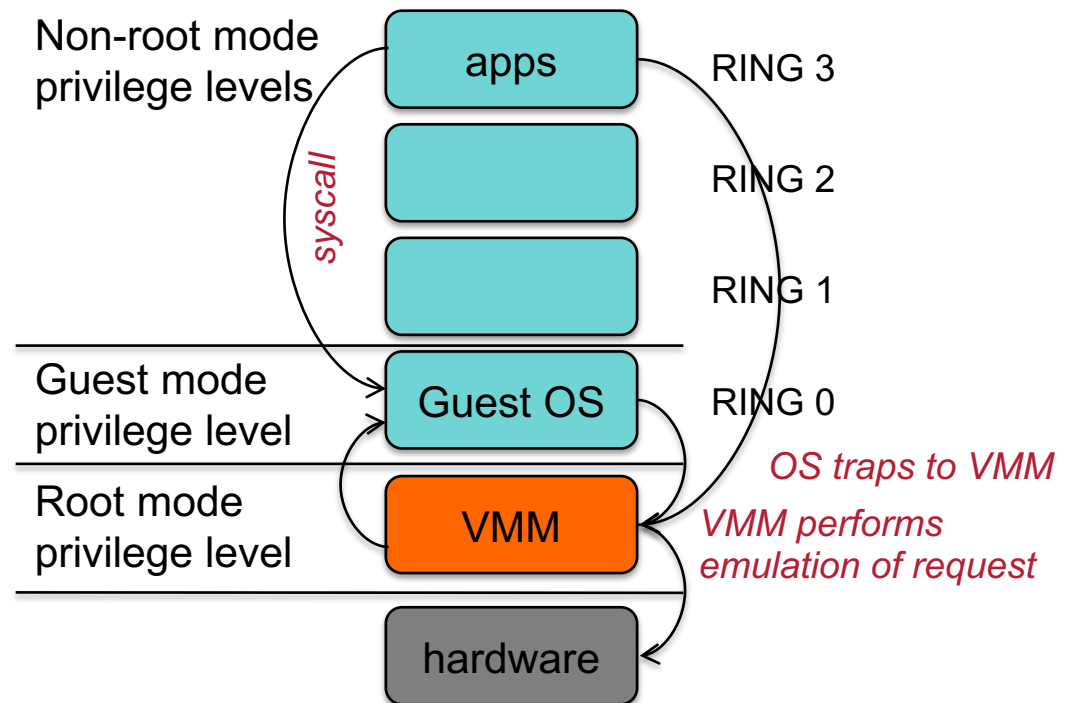 Non-root mode
privilege levels
apps
RING 3
syscall
RING 2
RING 1
Guest mode
privilege level
Guest OS
RING 0
OS traps to VMM
Root mode
privilege level
VMM
VMM performs
emulation of request
hardware